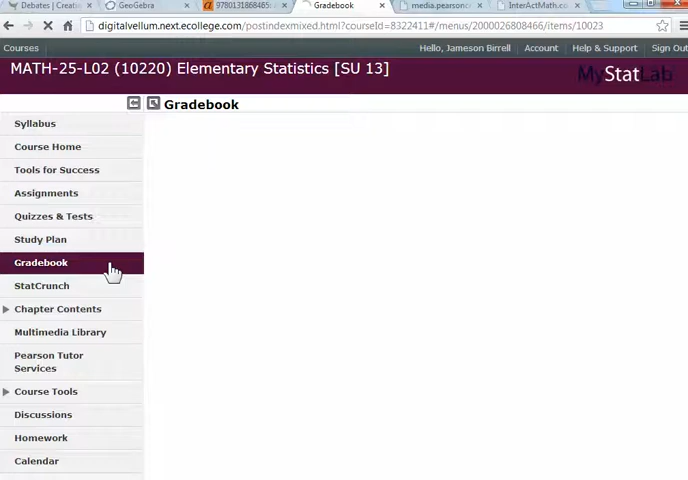 Debates | Creati
GeoGebra
9780131868465:
Gradebook
media.pearsonc
InterActMath.co
digitalvellum.next.ecollege.com/postindexmixed.html?courseId=8322411#/menus/2000026808466/items/10023
Courses
Hello, Jameson Birrell
Account
Help & Support
Sign Out
MATH-25-L02 (10220) Elementary Statistics [SU 13]
MyStatLab
Gradebook
Syllabus
Course Home
Tools for Success
Assignments
Quizzes & Tests
Study Plan
Gradebook
StatCrunch
Chapter Contents
Multimedia Library
Pearson Tutor
Services
Course Tools
Discussions
Homework
Calendar